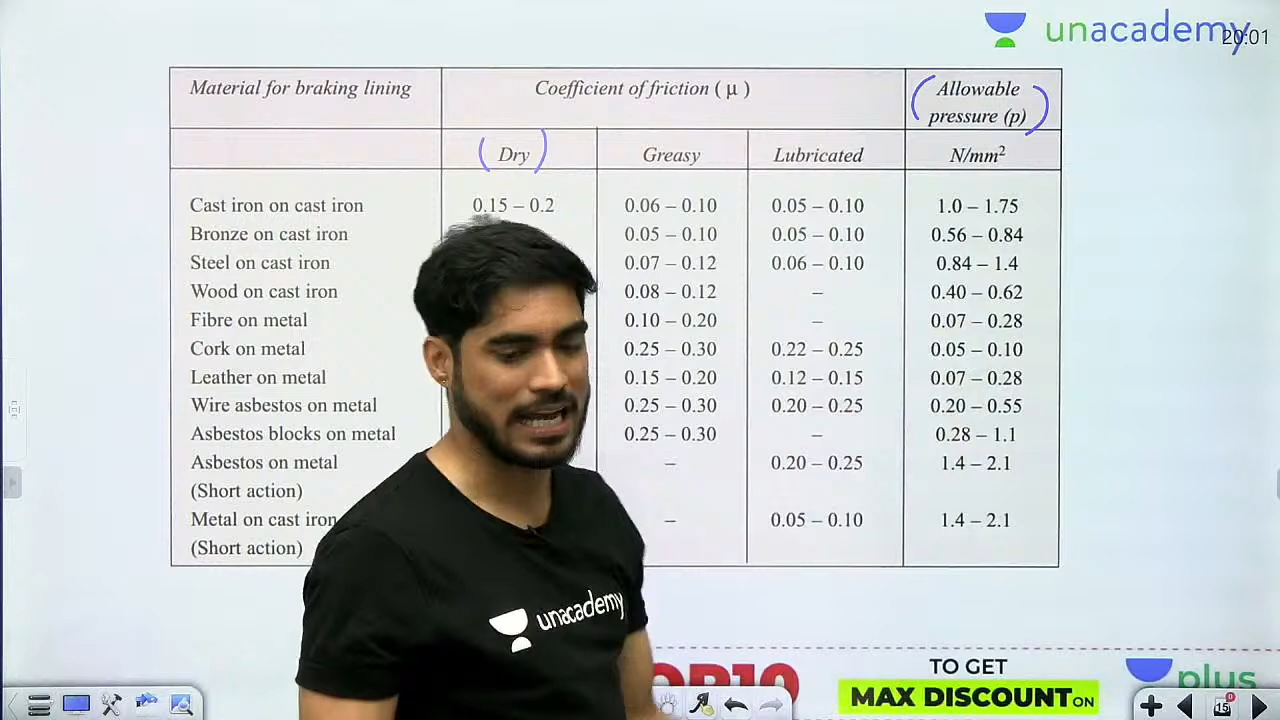 unacademy
20:01
Material for braking lining Coefficient of friction ( μ ) Allowable
pressure (p)
Dry Greasy Lubricated N/mm²
Cast iron on cast iron 0.15 – 0.2 0.06 – 0.10 0.05 – 0.10 1.0 – 1.75
Bronze on cast iron 0.05 – 0.10 0.05 – 0.10 0.56 – 0.84
Steel on cast iron 0.07 – 0.12 0.06 – 0.10 0.84 – 1.4
Wood on cast iron 0.08 – 0.12 – 0.40 – 0.62
Fibre on metal 0.10 – 0.20 – 0.07 – 0.28
Cork on metal 0.25 – 0.30 0.22 – 0.25 0.05 – 0.10
Leather on metal 0.15 – 0.20 0.12 – 0.15 0.07 – 0.28
Wire asbestos on metal 0.25 – 0.30 0.20 – 0.25 0.20 – 0.55
Asbestos blocks on metal 0.25 – 0.30 – 0.28 – 1.1
Asbestos on metal – 0.20 – 0.25 1.4 – 2.1
(Short action)
Metal on cast iron – 0.05 – 0.10 1.4 – 2.1
(Short action)
unacademy
TO GET
MAX DISCOUNT ON
plus
15